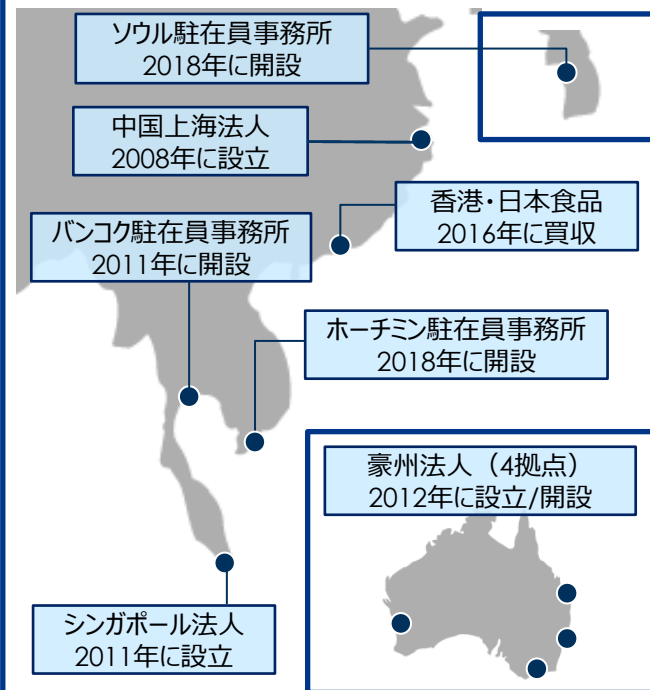 ソウル駐在員事務所
2018年に開設
中国上海法人
2008年に設立
香港・日本食品
2016年に買収
バンコク駐在員事務所
2011年に開設
ホーチミン駐在員事務所
2018年に開設
豪州法人（4拠点）
2012年に設立/開設
シンガポール法人
2011年に設立